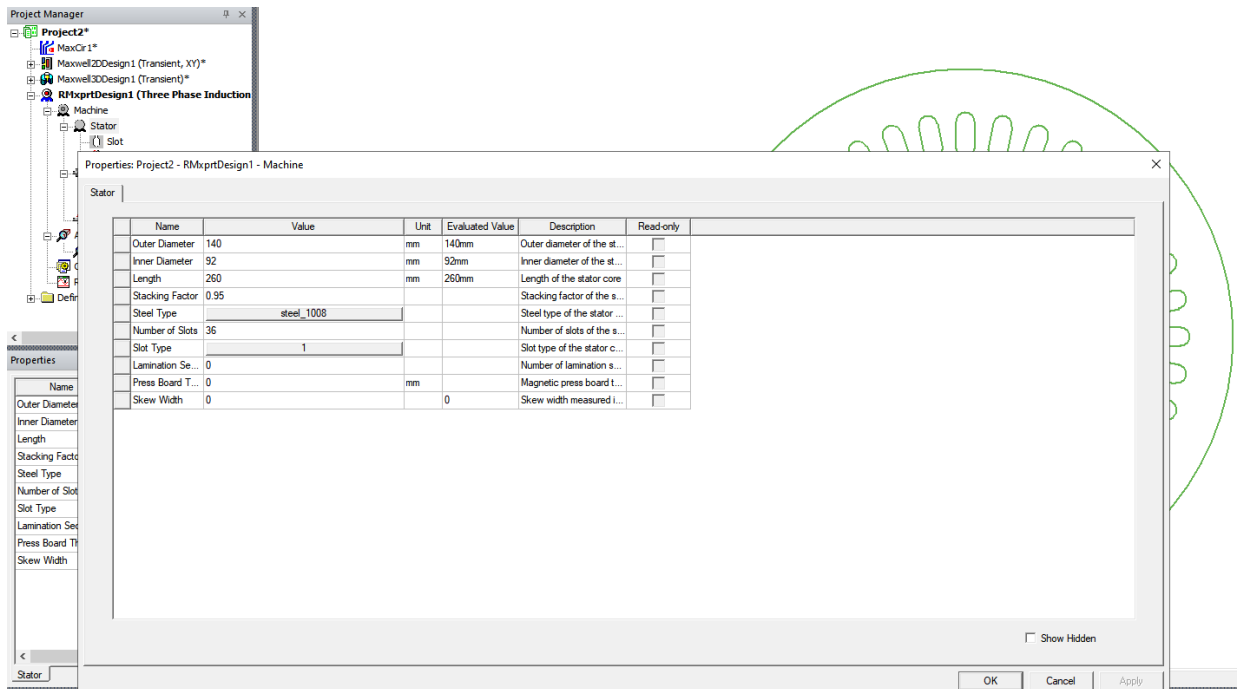 Project Manager
Project2*
MaxCir1*
Maxwell2DDesign1 (Transient, XY)*
Maxwell3DDesign1 (Transient)*
RMxprtDesign1 (Three Phase Induction
Machine
Stator
Slot
Defin
Properties
Name
Outer Diameter
Inner Diameter
Length
Stacking Facto
Steel Type
Number of Slot
Slot Type
Lamination Sec
Press Board Th
Skew Width
Stator
Properties: Project2 - RMxprtDesign1 - Machine
Stator
Name Value Unit Evaluated Value Description Read-only
Outer Diameter 140 mm 140mm Outer diameter of the st...
Inner Diameter 92 mm 92mm Inner diameter of the st...
Length 260 mm 260mm Length of the stator core
Stacking Factor 0.95 Stacking factor of the s...
Steel Type steel_1008 Steel type of the stator ...
Number of Slots 36 Number of slots of the s...
Slot Type 1 Slot type of the stator c...
Lamination Se... 0 Number of lamination s...
Press Board T... 0 mm Magnetic press board t...
Skew Width 0 0 Skew width measured i...
Show Hidden
OK Cancel Apply